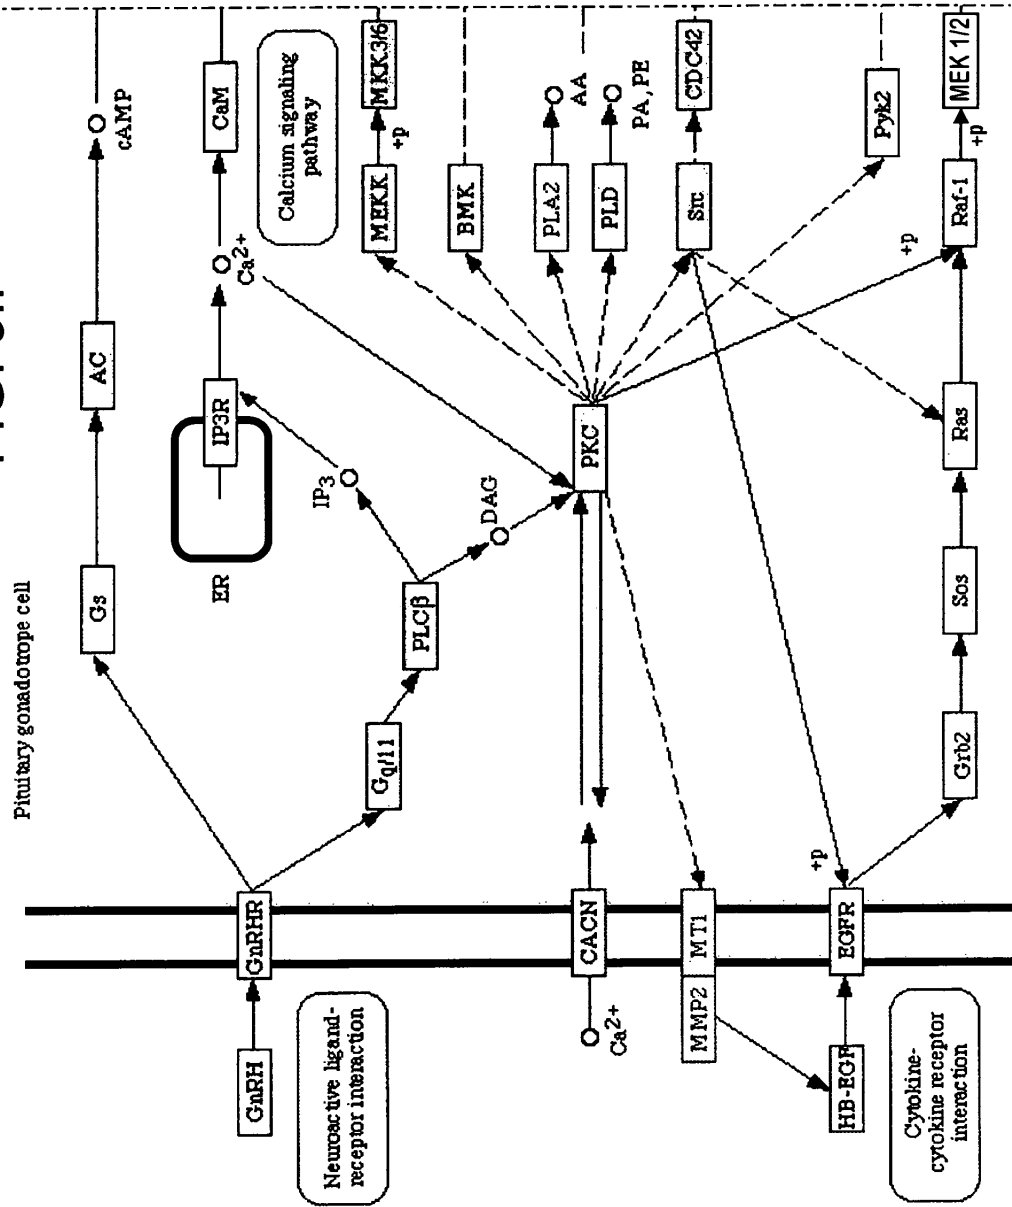 Pituitary gonadotrope cell
GnRH
GnRHR
Neuroactive ligand-
receptor interaction
Gs
AC
cAMP
Gq/11
PLCβ
IP3
DAG
ER
IP3R
Ca2+
CaM
Calcium signaling
pathway
Ca2+
CACN
PKC
MEKK
+p
MKK3/6
BMK
PLA2
AA
PLD
PA, PE
Src
CDC42
Pyk2
MMP2
MT1
HB-EGF
EGFR
+p
Cytokine-
cytokine receptor
interaction
Grb2
Sos
Ras
Raf-1
+p
+p
MEK 1/2